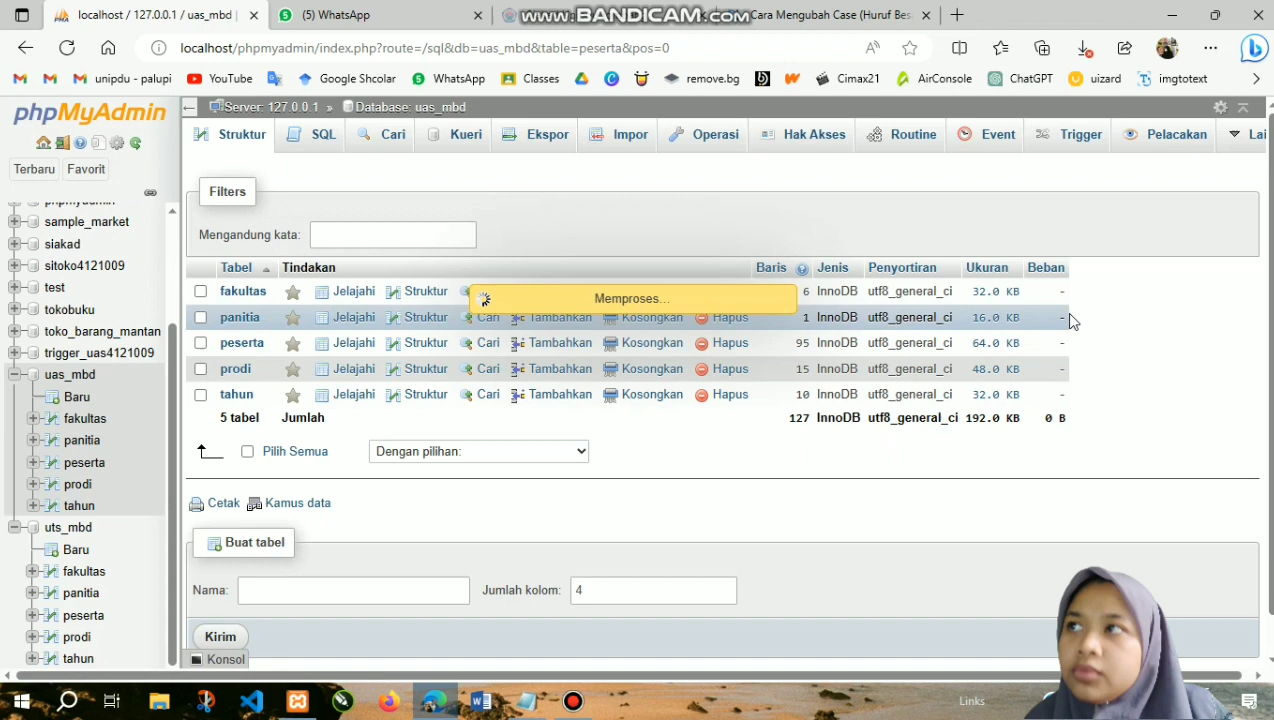 localhost / 127.0.0.1 / uas_mbd |
(5) WhatsApp
www.BANDICAM.com
Cara Mengubah Case (Huruf Bes
localhost/phpmyadmin/index.php?route=/sql&db=uas_mbd&table=peserta&pos=0
unipdu - palupi
YouTube
Google Shcolar
WhatsApp
Classes
remove.bg
Cimax21
AirConsole
ChatGPT
uizard
imgtotext
phpMyAdmin
Server: 127.0.0.1 » Database: uas_mbd
Struktur SQL Cari Kueri Ekspor Impor Operasi Hak Akses Routine Event Trigger Pelacakan Lai
Terbaru Favorit
phpmyadmin
sample_market
siakad
sitoko4121009
test
tokobuku
toko_barang_mantan
trigger_uas4121009
uas_mbd
Baru
fakultas
panitia
peserta
prodi
tahun
uts_mbd
Baru
fakultas
panitia
peserta
prodi
tahun
Filters
Mengandung kata:
Tabel Tindakan Baris Jenis Penyortiran Ukuran Beban
Memproses...
fakultas Jelajahi Struktur 6 InnoDB utf8_general_ci 32.0 KB -
panitia Jelajahi Struktur Cari Tambahkan Kosongkan Hapus 1 InnoDB utf8_general_ci 16.0 KB -
peserta Jelajahi Struktur Cari Tambahkan Kosongkan Hapus 95 InnoDB utf8_general_ci 64.0 KB -
prodi Jelajahi Struktur Cari Tambahkan Kosongkan Hapus 15 InnoDB utf8_general_ci 48.0 KB -
tahun Jelajahi Struktur Cari Tambahkan Kosongkan Hapus 10 InnoDB utf8_general_ci 32.0 KB -
5 tabel Jumlah 127 InnoDB utf8_general_ci 192.0 KB 0 B
Pilih Semua Dengan pilihan:
Cetak Kamus data
Buat tabel
Nama: Jumlah kolom: 4
Kirim
Konsol
Links